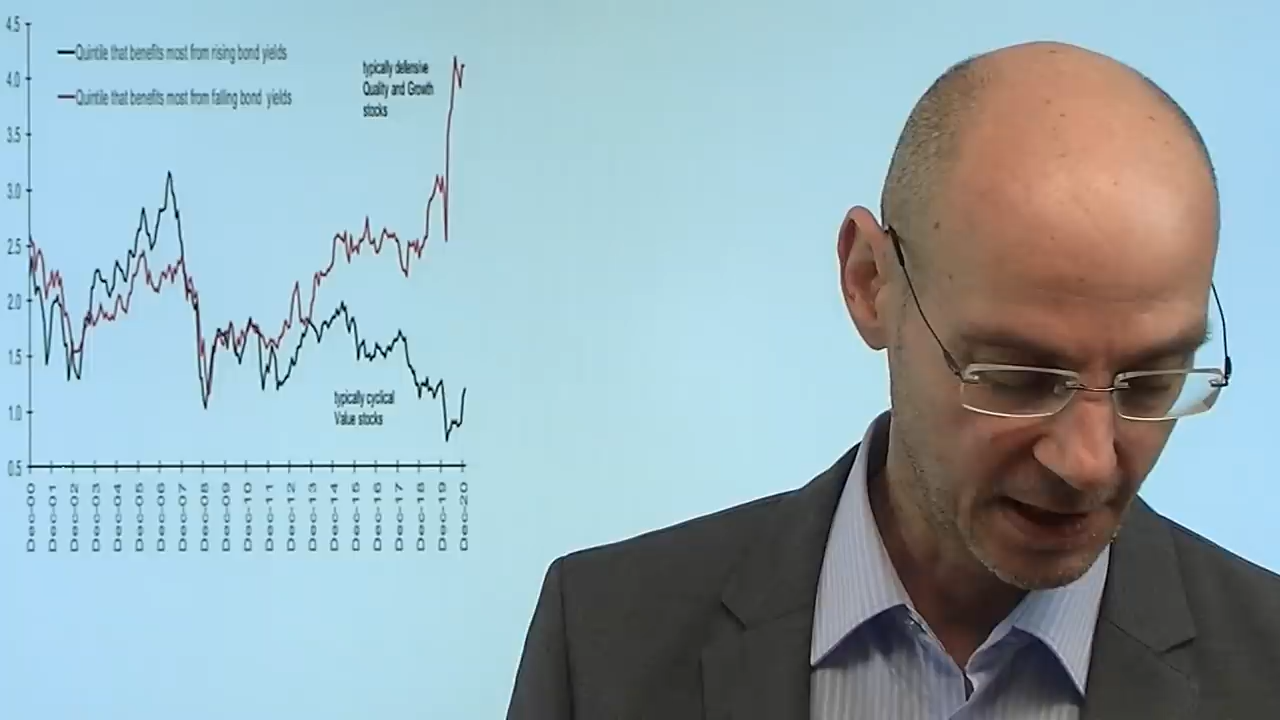 4.5
4.0
3.5
3.0
2.5
2.0
1.5
1.0
0.5
Quintile that benefits most from rising bond yields
Quintile that benefits most from falling bond yields
typically defensive
Quality and Growth
stocks
typically cyclical
Value stocks
Dec-00
Dec-01
Dec-02
Dec-03
Dec-04
Dec-05
Dec-06
Dec-07
Dec-08
Dec-09
Dec-10
Dec-11
Dec-12
Dec-13
Dec-14
Dec-15
Dec-16
Dec-17
Dec-18
Dec-19
Dec-20